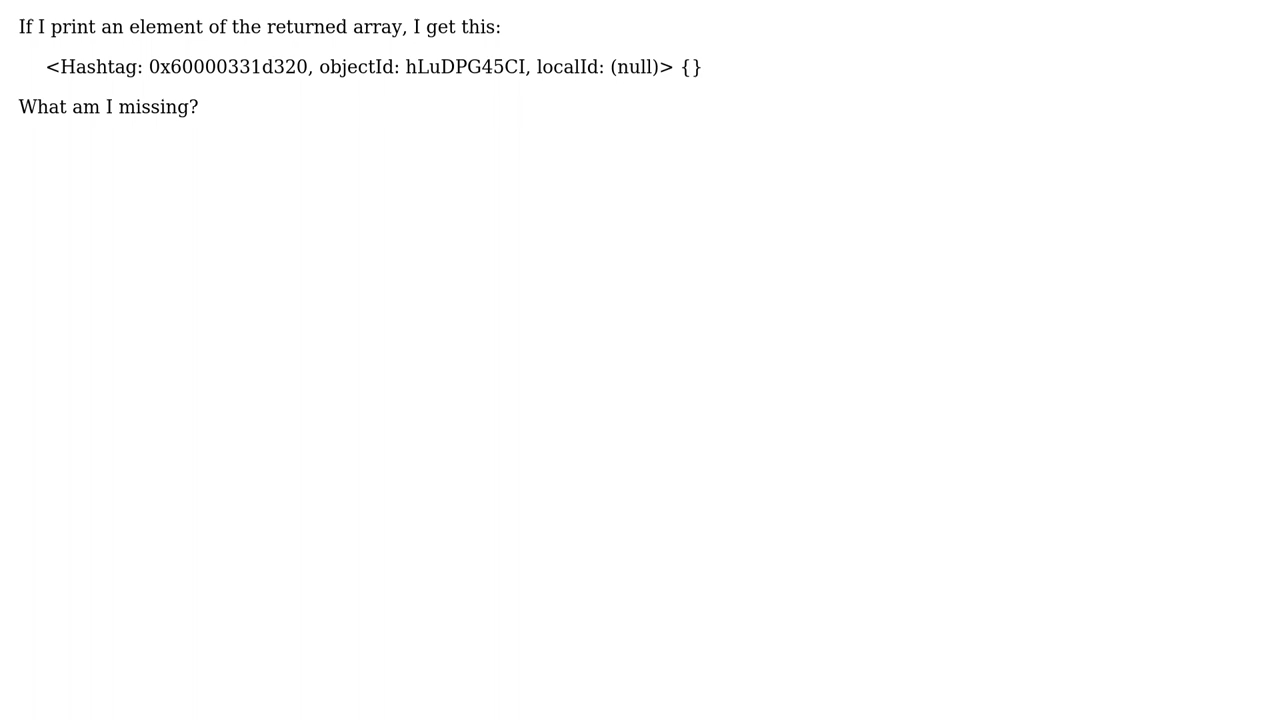 If I print an element of the returned array, I get this:
<Hashtag: 0x60000331d320, objectId: hLuDPG45CI, localId: (null)> {}
What am I missing?